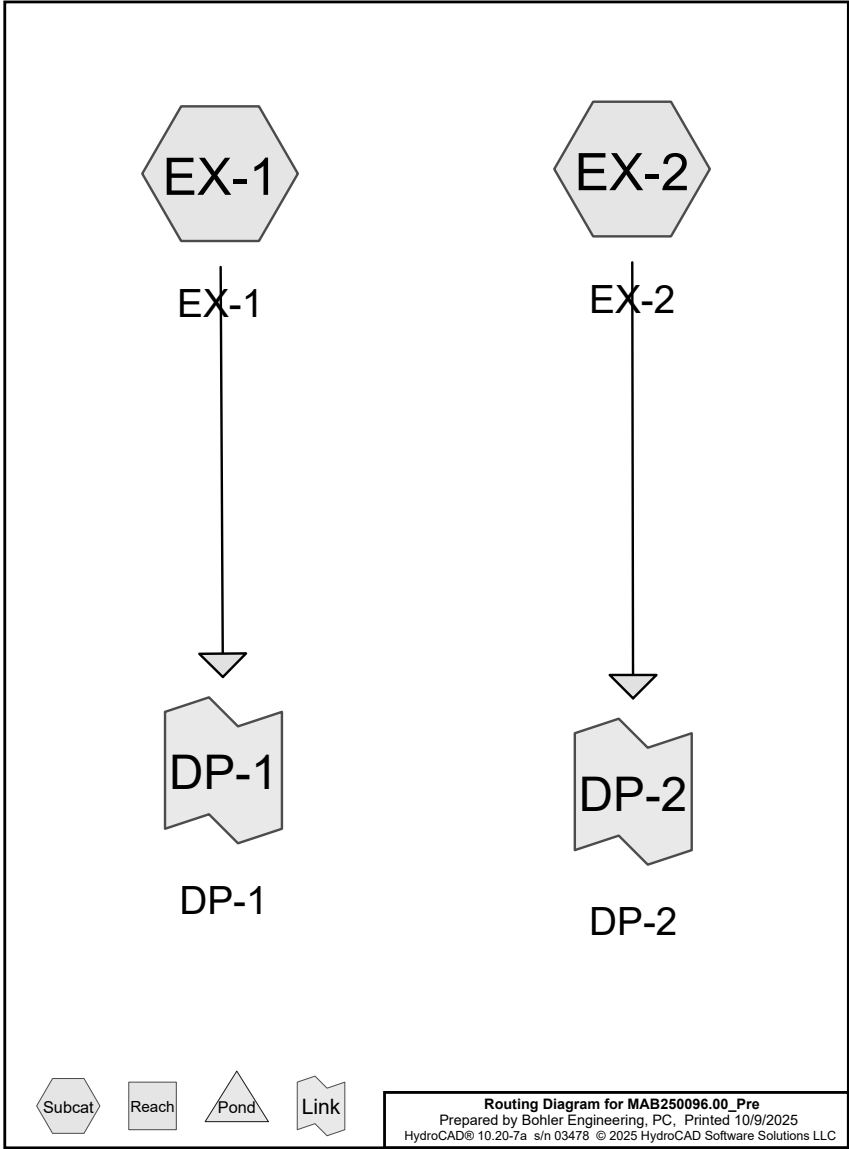 EX-1
EX-2
EX-1
EX-2
DP-1
DP-2
DP-1
DP-2
Subcat
Reach
Pond
Link
Routing Diagram for MAB250096.00_Pre
Prepared by Bohler Engineering, PC,  Printed 10/9/2025
HydroCAD® 10.20-7a  s/n 03478  © 2025 HydroCAD Software Solutions LLC